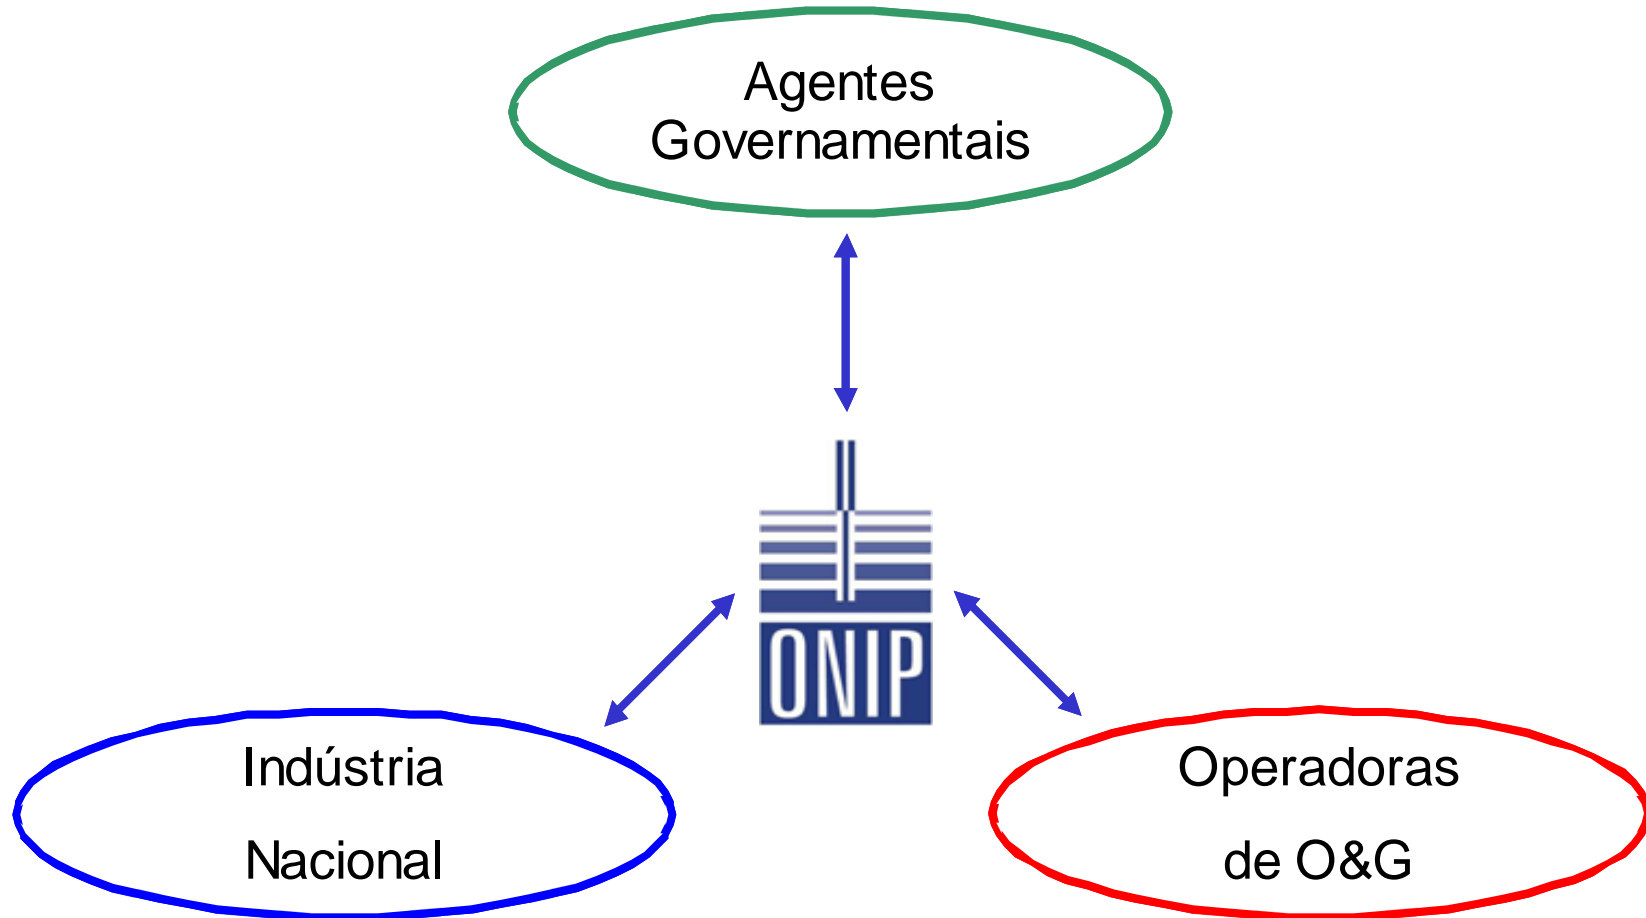 Agentes
Governamentais
ONIP
Indústria
Nacional
Operadoras
de O&G